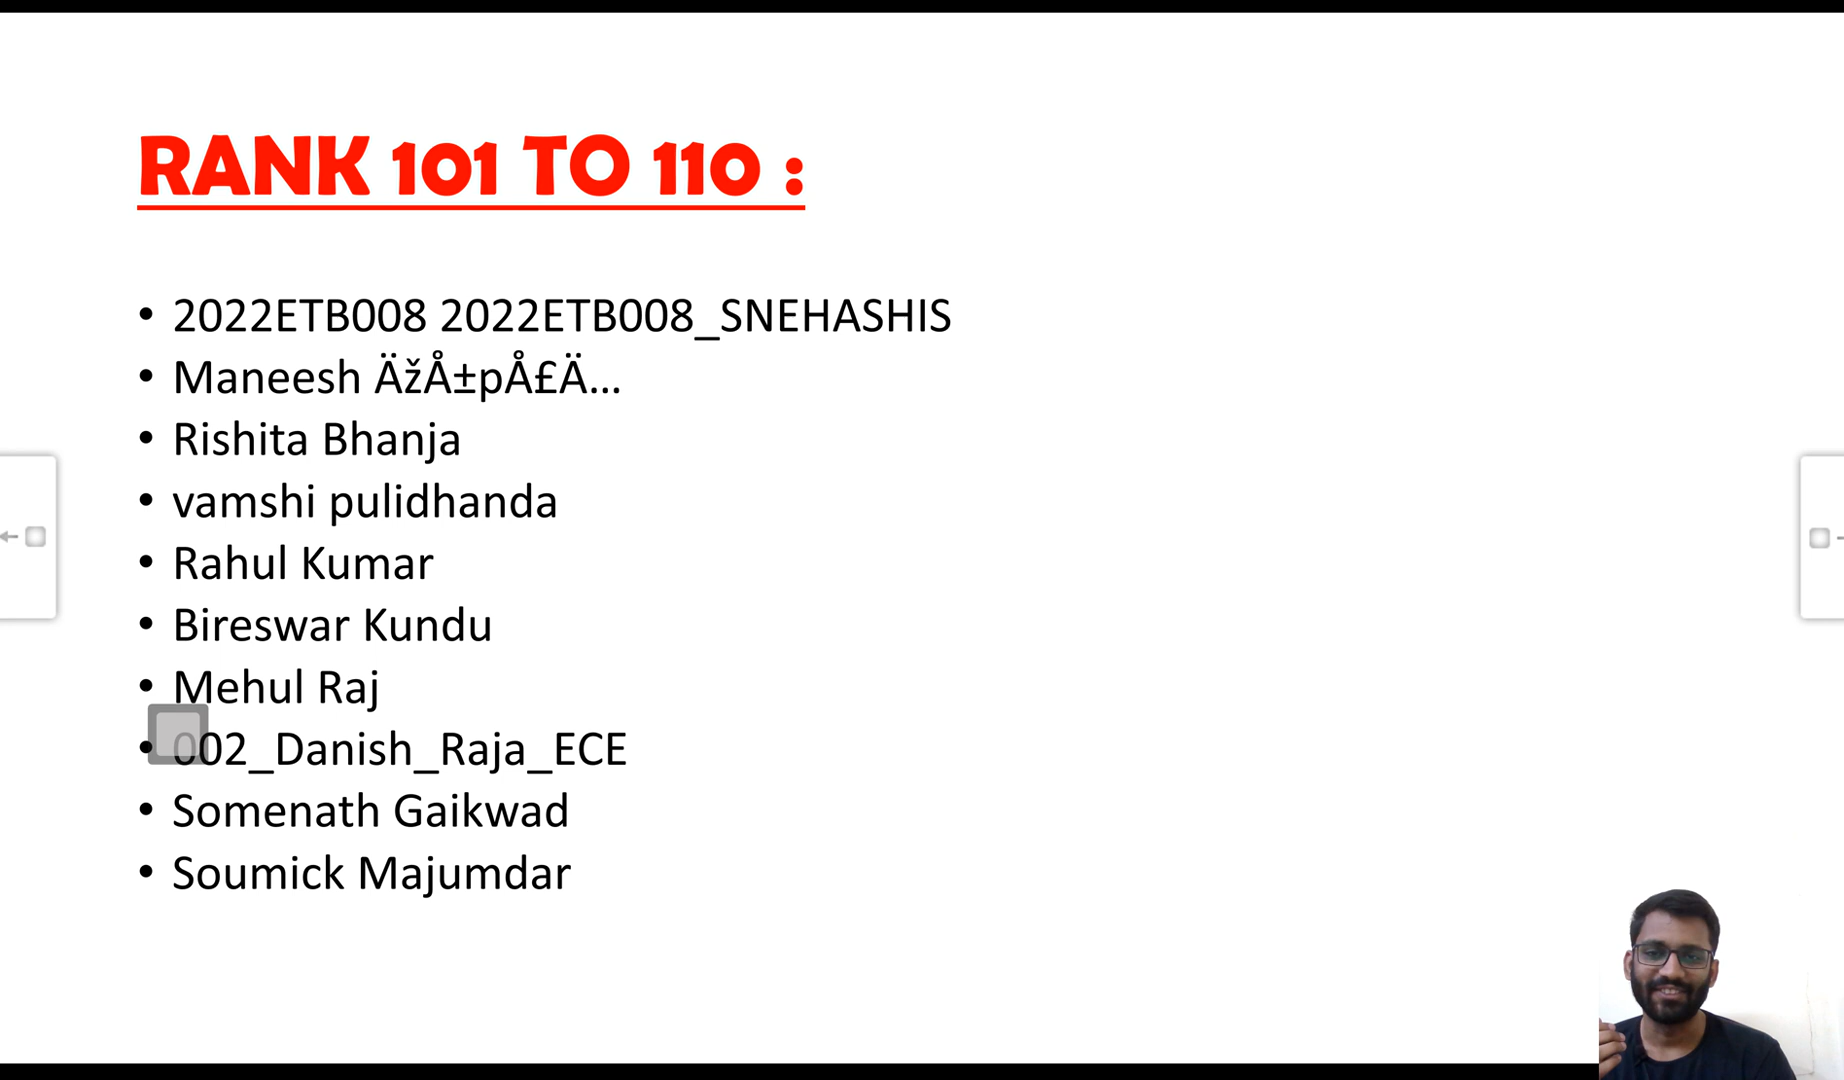 RANK 101 TO 110 :
• 2022ETB008 2022ETB008_SNEHASHIS
• Maneesh ÄžÅ±pÅ£Ä…
• Rishita Bhanja
• vamshi pulidhanda
• Rahul Kumar
• Bireswar Kundu
• Mehul Raj
• 002_Danish_Raja_ECE
• Somenath Gaikwad
• Soumick Majumdar